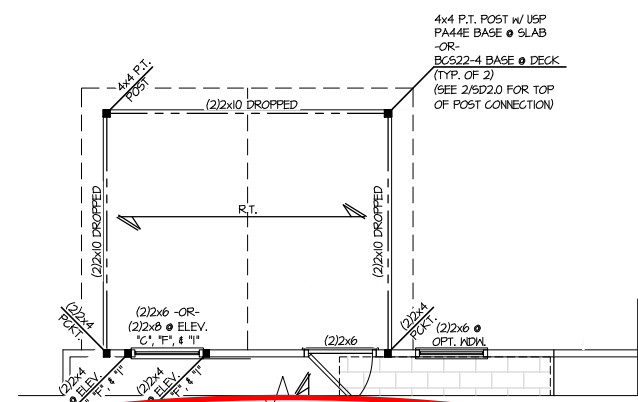 4x4 P.T. POST W/ USP
PA44E BASE @ SLAB
-OR-
BCS22-4 BASE @ DECK
(TYP. OF 2)
(SEE 2/SD2.0 FOR TOP
OF POST CONNECTION)
4x4 P.T.
POST
(2)2x10 DROPPED
(2)2x10 DROPPED
R.T.
(2)2x10 DROPPED
(2)2x4
PCKT.
(2)2x6 -OR-
(2)2x8 @ ELEV.
"C", "F", & "I"
(2)2x6
(2)2x4
PCKT.
(2)2x6 @
OPT. WDW.
(2)2x4
@ ELEV.
"F", & "I"
(2)2x4
@ ELEV.
"F", & "I"